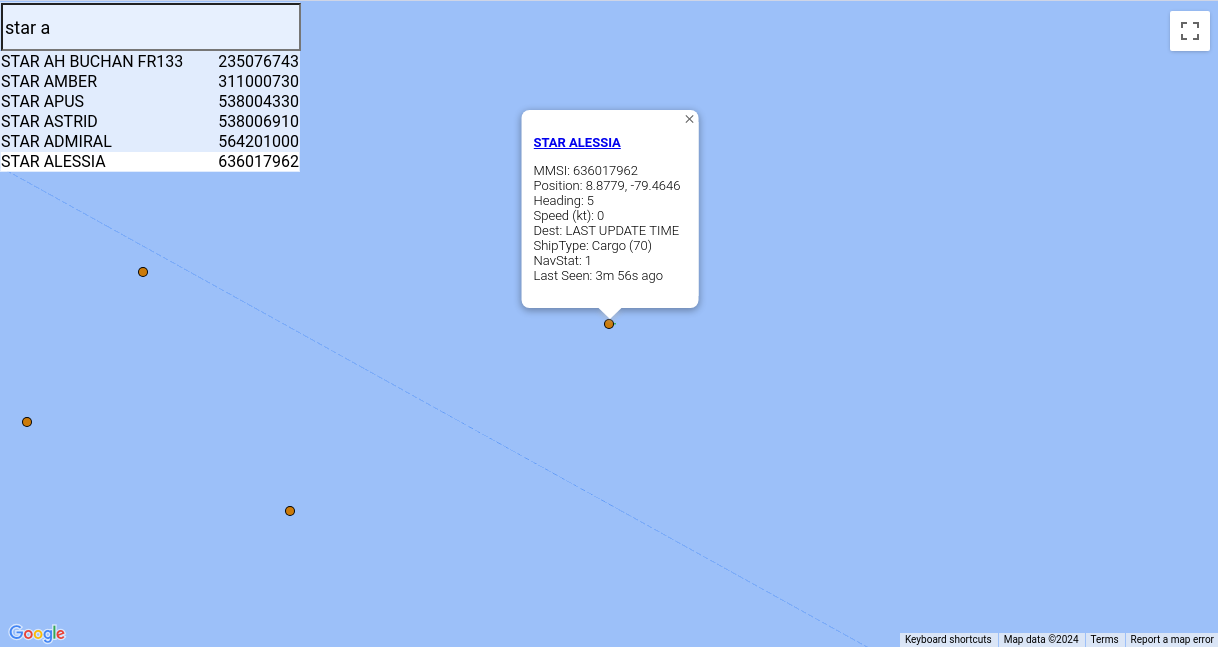 star a
STAR AH BUCHAN FR133 235076743
STAR AMBER 311000730
STAR APUS 538004330
STAR ASTRID 538006910
STAR ADMIRAL 564201000
STAR ALESSIA 636017962
STAR ALESSIA
MMSI: 636017962
Position: 8.8779, -79.4646
Heading: 5
Speed (kt): 0
Dest: LAST UPDATE TIME
ShipType: Cargo (70)
NavStat: 1
Last Seen: 3m 56s ago
Google
Keyboard shortcuts Map data ©2024 Terms Report a map error